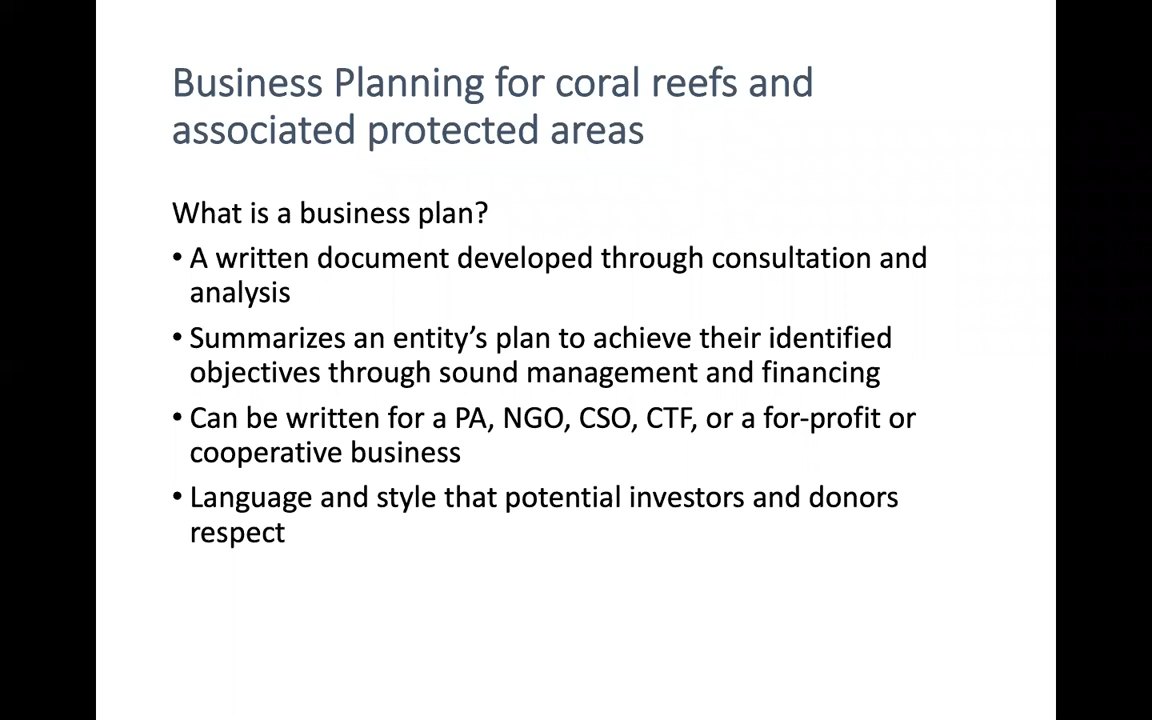 Business Planning for coral reefs and
associated protected areas
What is a business plan?
• A written document developed through consultation and
analysis
• Summarizes an entity’s plan to achieve their identified
objectives through sound management and financing
• Can be written for a PA, NGO, CSO, CTF, or a for-profit or
cooperative business
• Language and style that potential investors and donors
respect